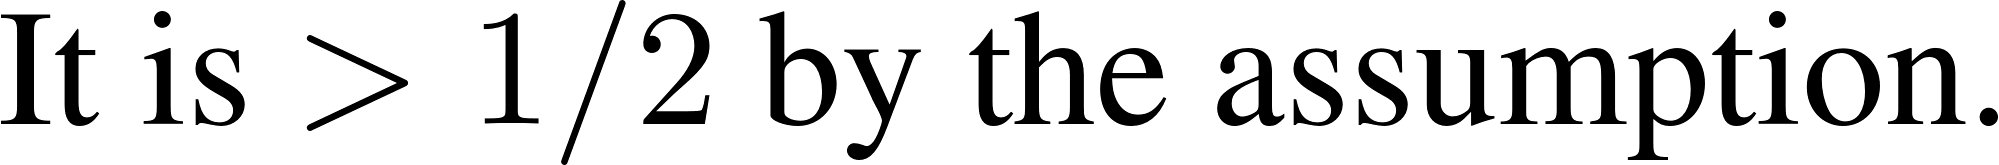 It is > 1/2 by the assumption.